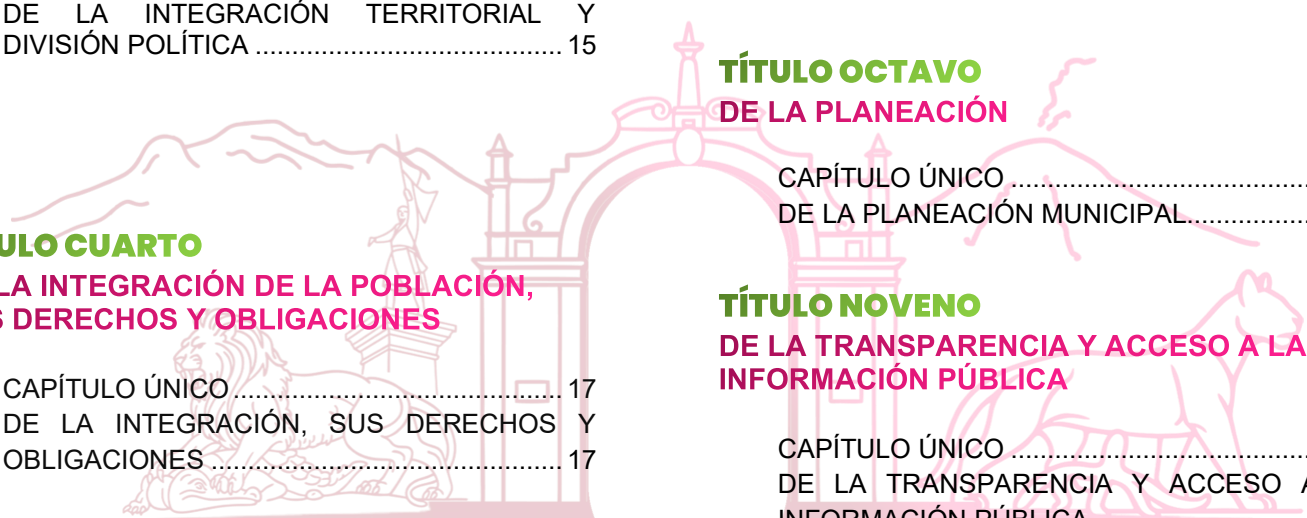 DE LA INTEGRACIÓN TERRITORIAL Y
DIVISIÓN POLÍTICA .......................................... 15
ULO CUARTO
LA INTEGRACIÓN DE LA POBLACIÓN,
S DERECHOS Y OBLIGACIONES
CAPÍTULO ÚNICO ............................................. 17
DE LA INTEGRACIÓN, SUS DERECHOS Y
OBLIGACIONES ................................................ 17
TÍTULO OCTAVO
DE LA PLANEACIÓN
CAPÍTULO ÚNICO .........................................
DE LA PLANEACIÓN MUNICIPAL.................
TÍTULO NOVENO
DE LA TRANSPARENCIA Y ACCESO A LA
INFORMACIÓN PÚBLICA
CAPÍTULO ÚNICO .........................................
DE LA TRANSPARENCIA Y ACCESO A
INFORMACIÓN PÚBLICA